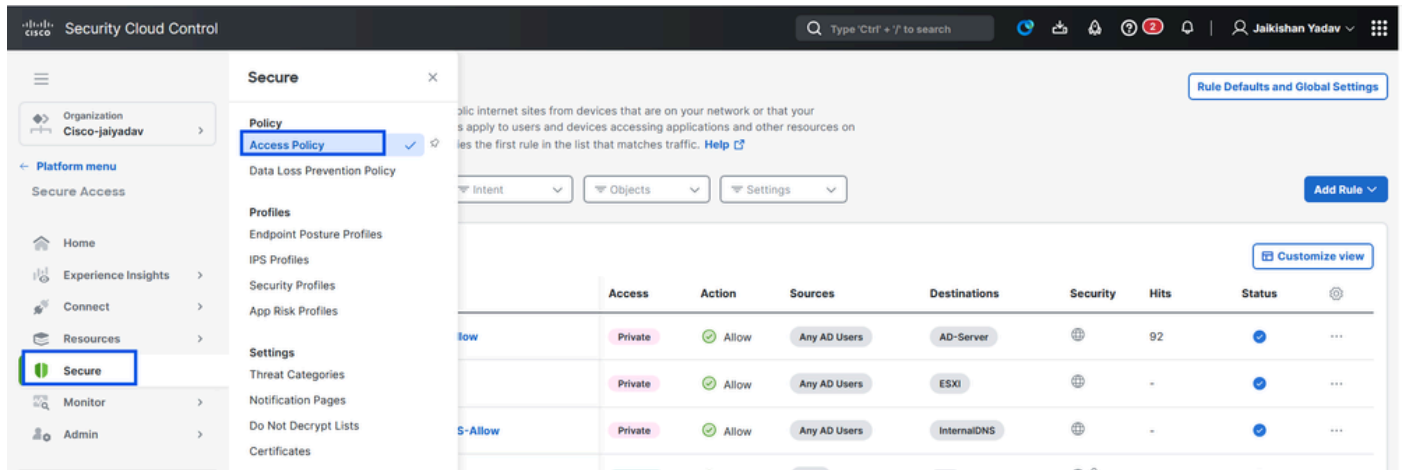 CISCO Security Cloud Control
Type 'Ctrl' + '/' to search
2
Jaikishan Yadav
Organization
Cisco-jaiyadav
Platform menu
Secure Access
Home
Experience Insights
Connect
Resources
Secure
Monitor
Admin
Secure
Policy
Access Policy
Data Loss Prevention Policy
Profiles
Endpoint Posture Profiles
IPS Profiles
Security Profiles
App Risk Profiles
Settings
Threat Categories
Notification Pages
Do Not Decrypt Lists
Certificates
Rule Defaults and Global Settings
blic internet sites from devices that are on your network or that your
s apply to users and devices accessing applications and other resources on
ies the first rule in the list that matches traffic. Help
Intent Objects Settings
Add Rule
Customize view
Access Action Sources Destinations Security Hits Status
llow Private Allow Any AD Users AD-Server 92 ...
Private Allow Any AD Users ESXI - ...
S-Allow Private Allow Any AD Users InternalDNS - ...